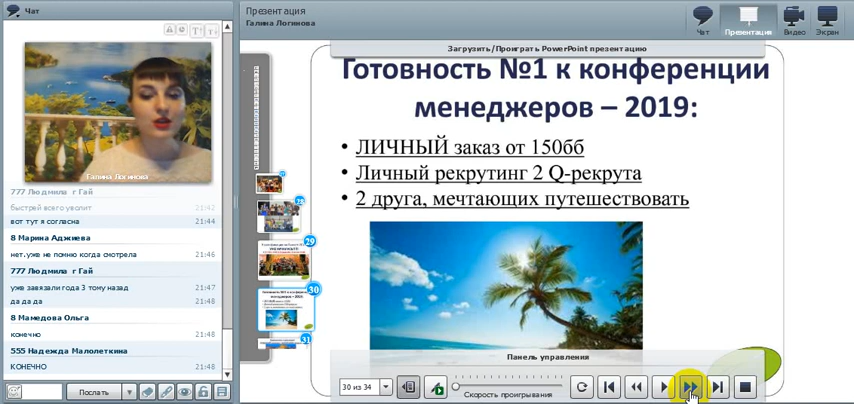 Чат
Галина Логинова
777 Людмила г Гай
быстрей всего уволит 21:42
вот тут я согласна 21:44
8 Марина Аджиева
нет.уже не помню когда смотрела 21:46
777 Людмила г Гай
уже завязали года 3 тому назад 21:47
да да да 21:48
8 Мамедова Ольга
конечно 21:48
555 Надежда Малолеткина
КОНЕЧНО 21:48
Послать
Презентация
Галина Логинова
Чат
Презентация
Видео
Экран
Загрузить/Проиграть PowerPoint презентацию
28
29
30
31
Готовность №1 к конференции
менеджеров – 2019:
• ЛИЧНЫЙ заказ от 150бб
• Личный рекрутинг 2 Q-рекрута
• 2 друга, мечтающих путешествовать
Панель управления
30 из 34
Скорость проигрывания